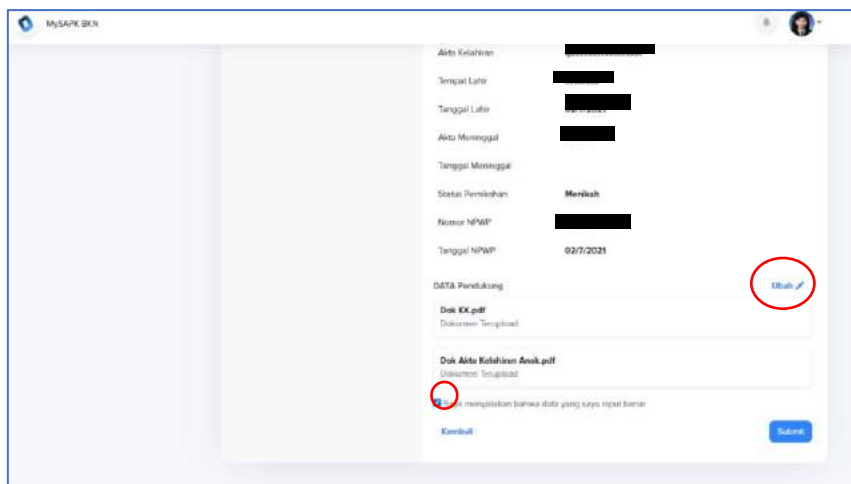 MySAPK BKN
Akta Kelahiran
Tempat Lahir
Tanggal Lahir
Akta Meninggal
Tanggal Meninggal
Status Pernikahan Menikah
Nomor NPWP
Tanggal NPWP 02/7/2021
DATA Pendukung Ubah
Dok KK.pdf
Dokumen Terupload
Dok Akta Kelahiran Anak.pdf
Dokumen Terupload
Saya menyatakan bahwa data yang saya input benar
Kembali Submit